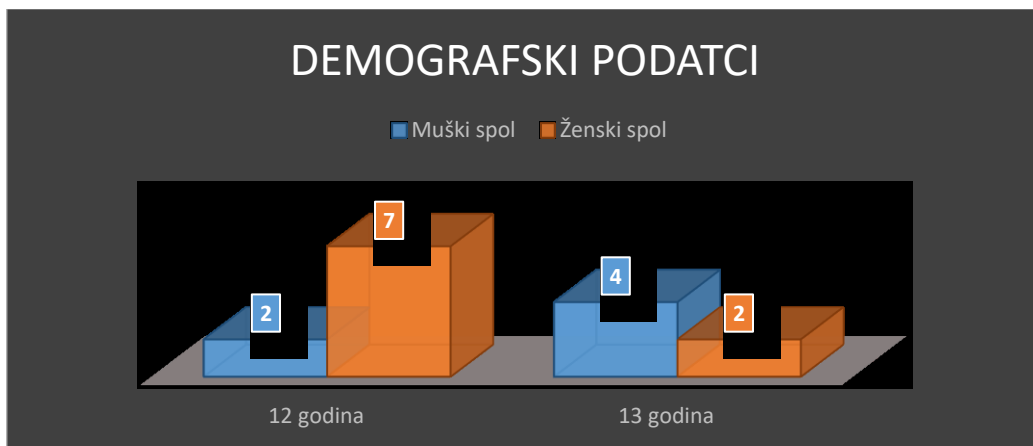 DEMOGRAFSKI PODATCI
Muški spol Ženski spol
7
4
2
2
12 godina 13 godina